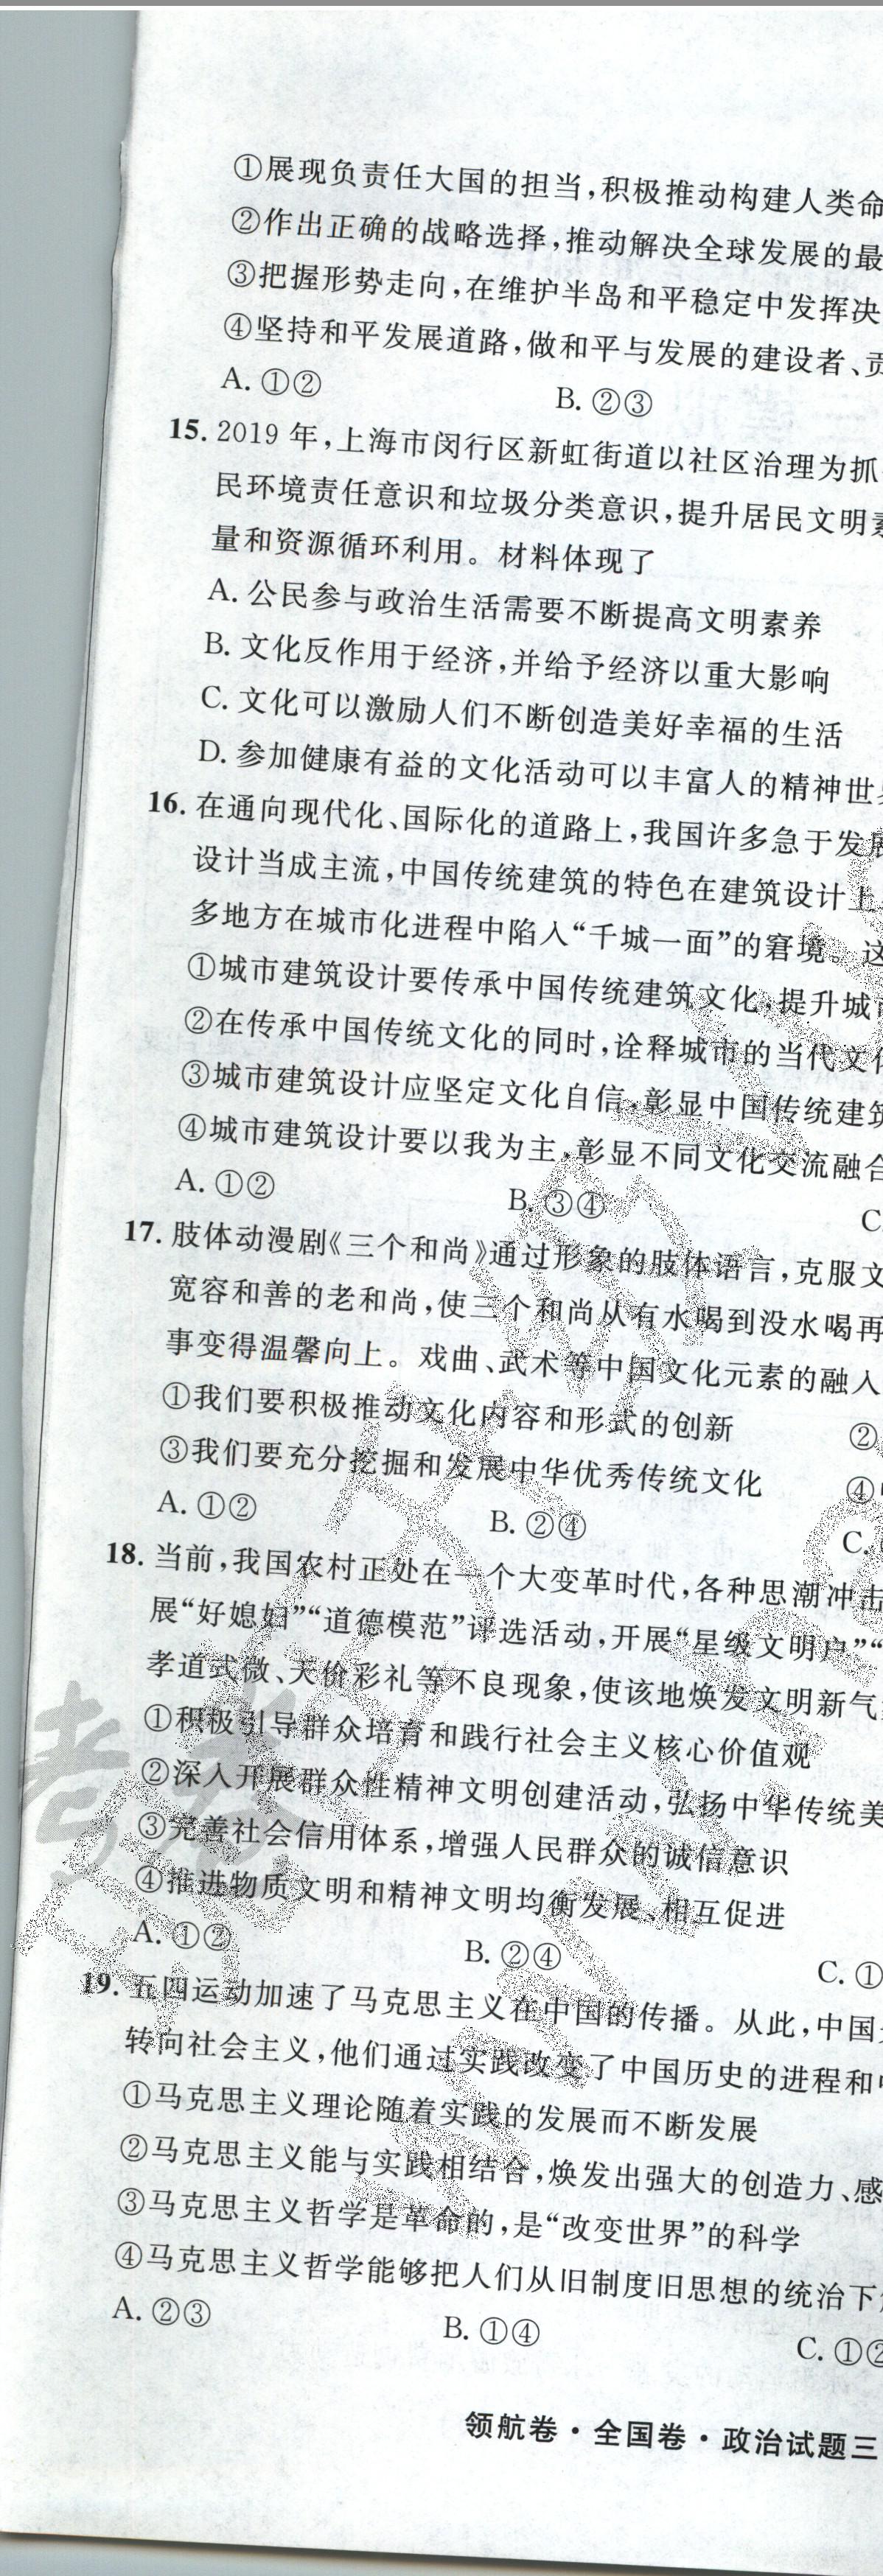 ①展现负责任大国的担当,积极推动构建人类命
②作出正确的战略选择,推动解决全球发展的最
③把握形势走向,在维护半岛和平稳定中发挥决
④坚持和平发展道路,做和平与发展的建设者、贡
A. ①② B. ②③
15. 2019 年,上海市闵行区新虹街道以社区治理为抓
民环境责任意识和垃圾分类意识,提升居民文明素
量和资源循环利用。材料体现了
A. 公民参与政治生活需要不断提高文明素养
B. 文化反作用于经济,并给予经济以重大影响
C. 文化可以激励人们不断创造美好幸福的生活
D. 参加健康有益的文化活动可以丰富人的精神世界
16. 在通向现代化、国际化的道路上,我国许多急于发展
设计当成主流,中国传统建筑的特色在建筑设计上
多地方在城市化进程中陷入“千城一面”的窘境。这
①城市建筑设计要传承中国传统建筑文化,提升城市
②在传承中国传统文化的同时,诠释城市的当代文化
③城市建筑设计应坚定文化自信,彰显中国传统建筑
④城市建筑设计要以我为主,彰显不同文化交流融合
A. ①② B. ③④ C
17. 肢体动漫剧《三个和尚》通过形象的肢体语言,克服文
宽容和善的老和尚,使三个和尚从有水喝到没水喝再
事变得温馨向上。戏曲、武术等中国文化元素的融入
①我们要积极推动文化内容和形式的创新 ②
③我们要充分挖掘和发展中华优秀传统文化 ④
A. ①② B. ②④ C.
18. 当前,我国农村正处在一个大变革时代,各种思潮冲击
展“好媳妇”“道德模范”评选活动,开展“星级文明户”“
孝道式微、天价彩礼等不良现象,使该地焕发文明新气
①积极引导群众培育和践行社会主义核心价值观
②深入开展群众性精神文明创建活动,弘扬中华传统美
③完善社会信用体系,增强人民群众的诚信意识
④推进物质文明和精神文明均衡发展、相互促进
A. ①② B. ②④ C. ①
19. 五四运动加速了马克思主义在中国的传播。从此,中国
转向社会主义,他们通过实践改变了中国历史的进程和
①马克思主义理论随着实践的发展而不断发展
②马克思主义能与实践相结合,焕发出强大的创造力、感
③马克思主义哲学是革命的,是“改变世界”的科学
④马克思主义哲学能够把人们从旧制度旧思想的统治下
A. ②③ B. ①④ C. ①②
领航卷·全国卷·政治试题三